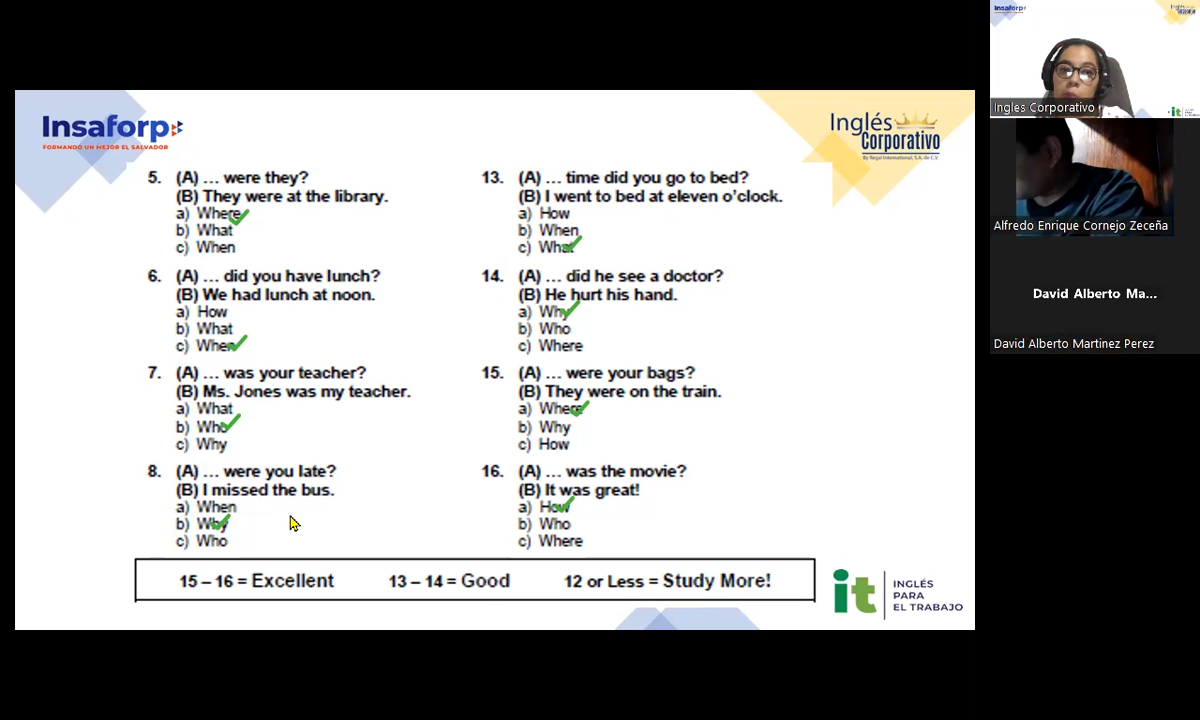 Insaforp
FORMANDO UN MEJOR EL SALVADOR
Inglés
Corporativo
By Regal International, S.A. de C.V.
5. (A) ... were they?
(B) They were at the library.
a) Where
b) What
c) When
6. (A) ... did you have lunch?
(B) We had lunch at noon.
a) How
b) What
c) When
7. (A) ... was your teacher?
(B) Ms. Jones was my teacher.
a) What
b) Who
c) Why
8. (A) ... were you late?
(B) I missed the bus.
a) When
b) Why
c) Who
13. (A) ... time did you go to bed?
(B) I went to bed at eleven o'clock.
a) How
b) When
c) What
14. (A) ... did he see a doctor?
(B) He hurt his hand.
a) Why
b) Who
c) Where
15. (A) ... were your bags?
(B) They were on the train.
a) Where
b) Why
c) How
16. (A) ... was the movie?
(B) It was great!
a) How
b) Who
c) Where
15 – 16 = Excellent 13 – 14 = Good 12 or Less = Study More!
it
INGLÉS
PARA
EL TRABAJO
Insaforp
Ingles Corporativo
it
Alfredo Enrique Cornejo Zeceña
David Alberto Ma...
David Alberto Martinez Perez